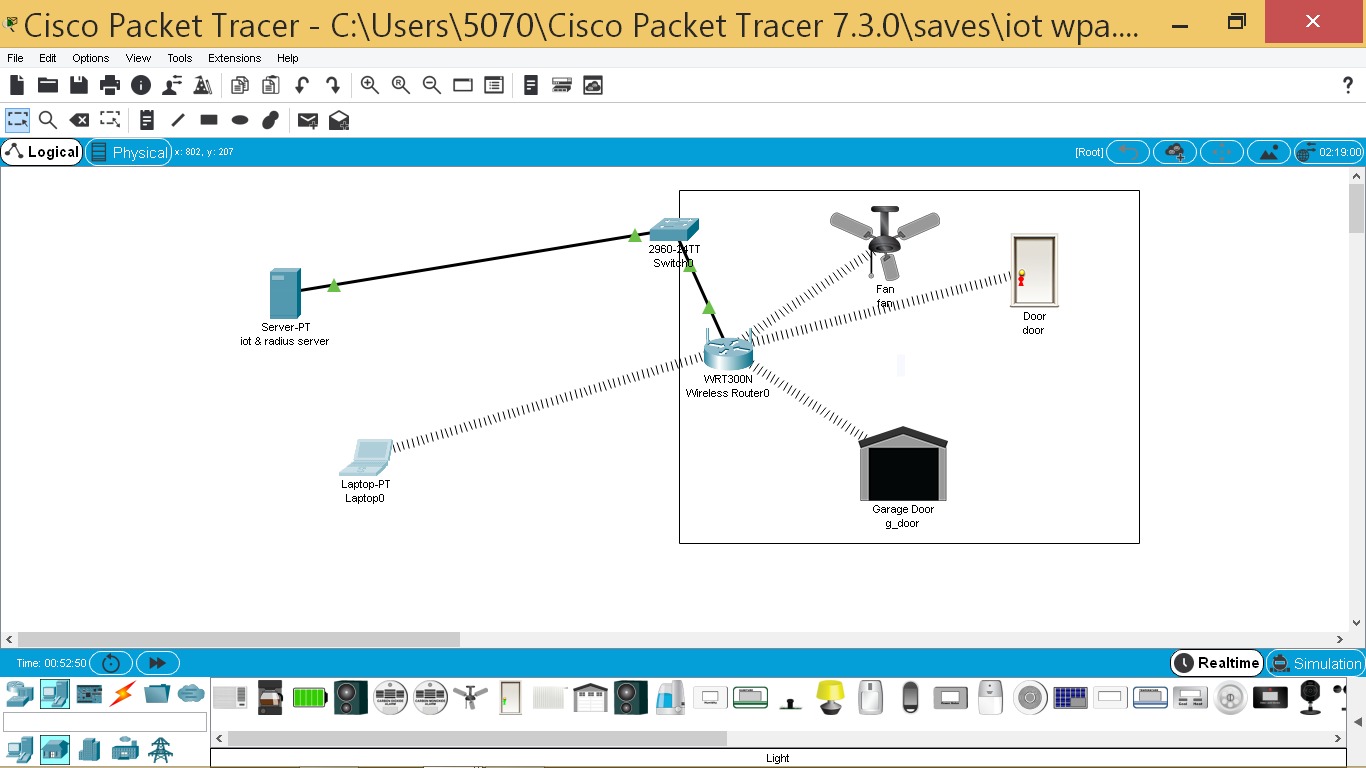 Cisco Packet Tracer - C:\Users\5070\Cisco Packet Tracer 7.3.0\saves\iot wpa....
File Edit Options View Tools Extensions Help
?
Logical Physical x: 802, y: 207 [Root] 02:19:00
2960-24TT
Switch0
Fan
fan
Door
door
Server-PT
iot & radius server
WRT300N
Wireless Router0
Laptop-PT
Laptop0
Garage Door
g_door
Time: 00:52:50 Realtime Simulation
Light